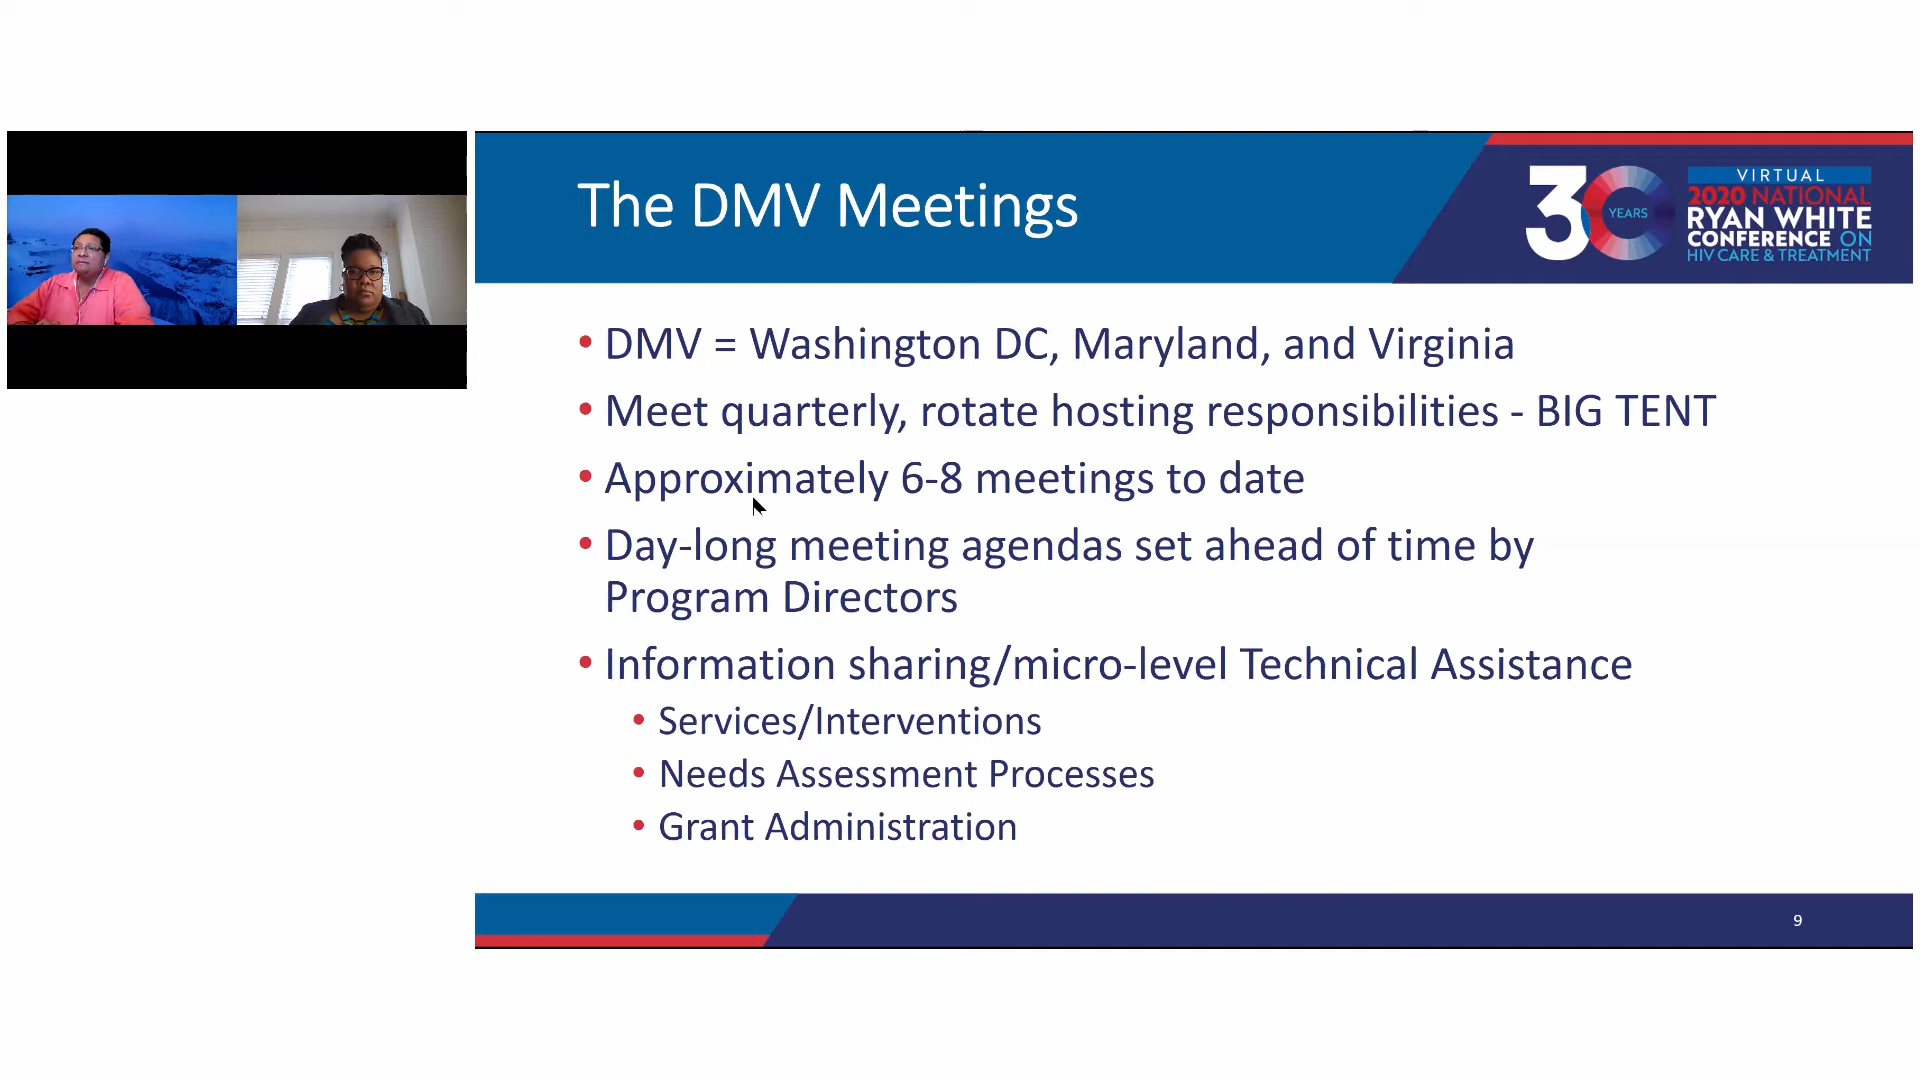 The DMV Meetings
30
YEARS
VIRTUAL
2020 NATIONAL
RYAN WHITE
CONFERENCE ON
HIV CARE & TREATMENT
• DMV = Washington DC, Maryland, and Virginia
• Meet quarterly, rotate hosting responsibilities - BIG TENT
• Approximately 6-8 meetings to date
• Day-long meeting agendas set ahead of time by
Program Directors
• Information sharing/micro-level Technical Assistance
• Services/Interventions
• Needs Assessment Processes
• Grant Administration
9